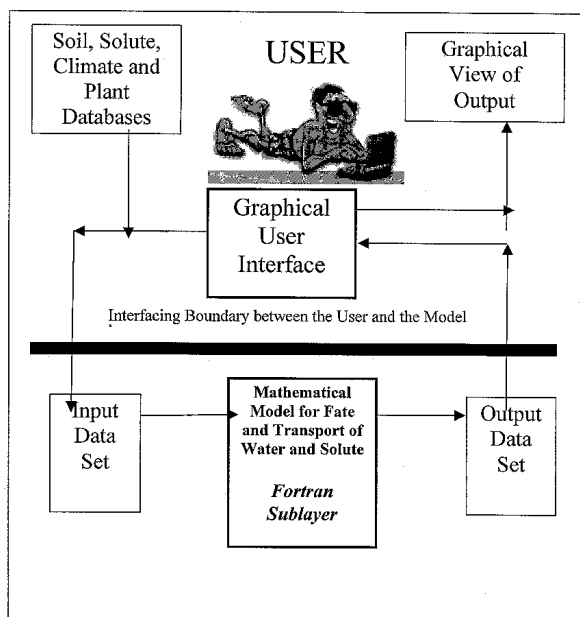 Soil, Solute,
Climate and
Plant
Databases
USER
Graphical
View of
Output
Graphical
User
Interface
Interfacing Boundary between the User and the Model
Input
Data
Set
Mathematical
Model for Fate
and Transport of
Water and Solute
Fortran
Sublayer
Output
Data
Set